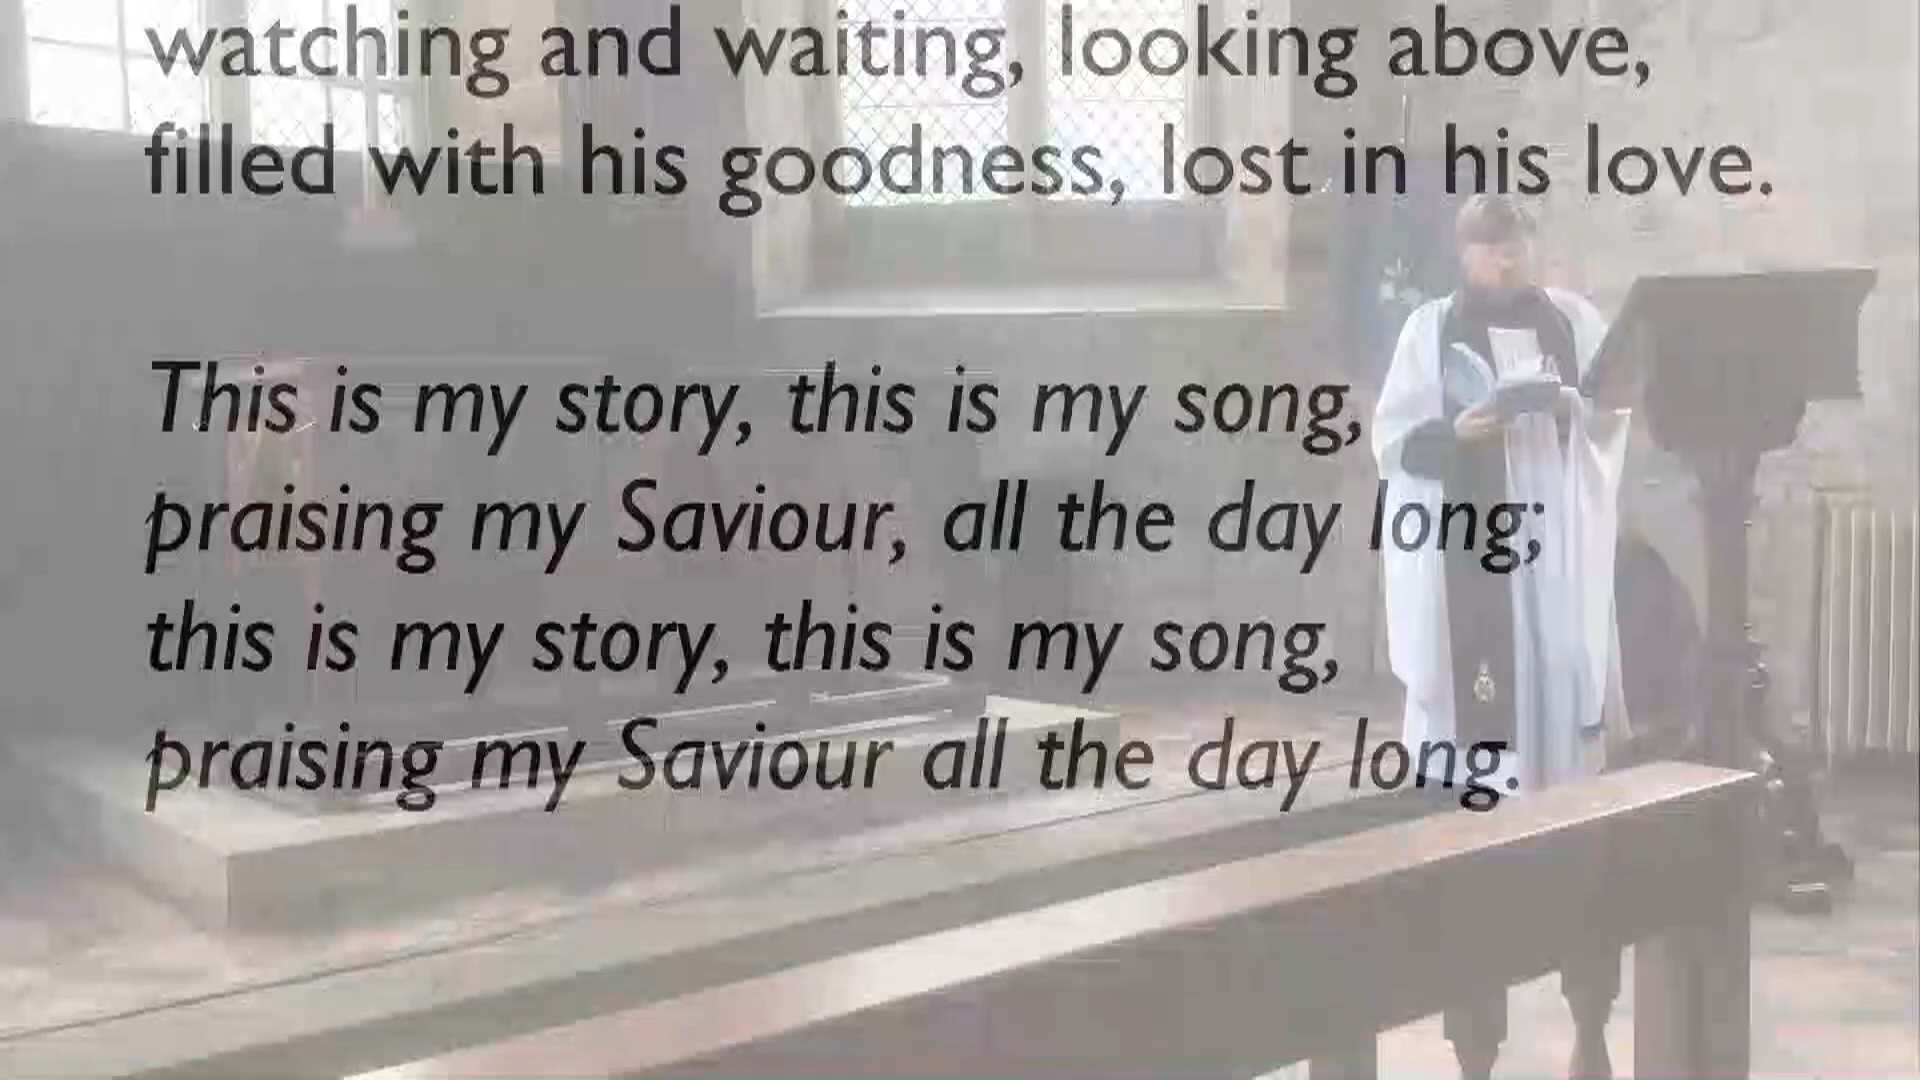 watching and waiting, looking above,
filled with his goodness, lost in his love.
This is my story, this is my song,
praising my Saviour, all the day long;
this is my story, this is my song,
praising my Saviour all the day long.